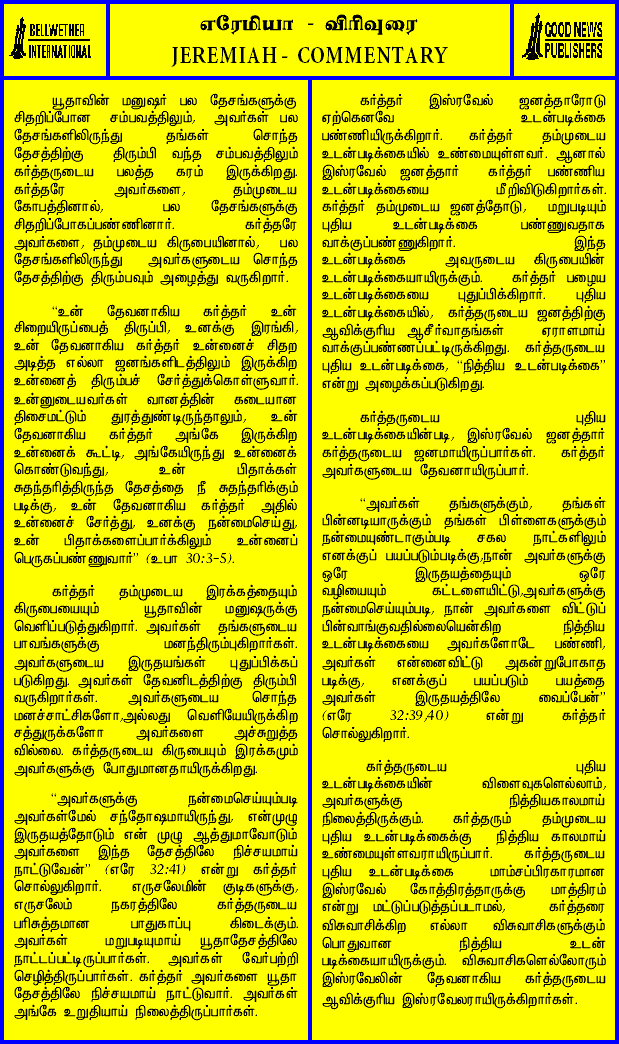 BELLWETHER
INTERNATIONAL
எரேமியா - விரிவுரை
JEREMIAH - COMMENTARY
GOOD NEWS
PUBLISHERS
யூதாவின் மனுஷர் பல தேசங்களுக்கு
சிதறிப்போன சம்பவத்திலும், அவர்கள் பல
தேசங்களிலிருந்து தங்கள் சொந்த
தேசத்திற்கு திரும்பி வந்த சம்பவத்திலும்
கர்த்தருடைய பலத்த கரம் இருக்கிறது.
கர்த்தரே அவர்களை, தம்முடைய
கோபத்தினால், பல தேசங்களுக்கு
சிதறிப்போகப்பண்ணினார். கர்த்தரே
அவர்களை, தம்முடைய கிருபையினால், பல
தேசங்களிலிருந்து அவர்களுடைய சொந்த
தேசத்திற்கு திரும்பவும் அழைத்து வருகிறார்.
“உன் தேவனாகிய கர்த்தர் உன்
சிறையிருப்பைத் திருப்பி, உனக்கு இரங்கி,
உன் தேவனாகிய கர்த்தர் உன்னைச் சிதற
அடித்த எல்லா ஜனங்களிடத்திலும் இருக்கிற
உன்னைத் திரும்பச் சேர்த்துக்கொள்ளுவார்.
உன்னுடையவர்கள் வானத்தின் கடையான
திசைமட்டும் துரத்துண்டிருந்தாலும், உன்
தேவனாகிய கர்த்தர் அங்கே இருக்கிற
உன்னைக் கூட்டி, அங்கேயிருந்து உன்னைக்
கொண்டுவந்து, உன் பிதாக்கள்
சுதந்தரித்திருந்த தேசத்தை நீ சுதந்தரிக்கும்
படிக்கு, உன் தேவனாகிய கர்த்தர் அதில்
உன்னைச் சேர்த்து, உனக்கு நன்மைசெய்து,
உன் பிதாக்களைப்பார்க்கிலும் உன்னைப்
பெருகப்பண்ணுவார்” (உபா 30:3-5).
கர்த்தர் தம்முடைய இரக்கத்தையும்
கிருபையையும் யூதாவின் மனுஷருக்கு
வெளிப்படுத்துகிறார். அவர்கள் தங்களுடைய
பாவங்களுக்கு மனந்திரும்புகிறார்கள்.
அவர்களுடைய இருதயங்கள் புதுப்பிக்கப்
படுகிறது. அவர்கள் தேவனிடத்திற்கு திரும்பி
வருகிறார்கள். அவர்களுடைய சொந்த
மனச்சாட்சிகளோ,அல்லது வெளியேயிருக்கிற
சத்துருக்களோ அவர்களை அச்சுறுத்த
வில்லை. கர்த்தருடைய கிருபையும் இரக்கமும்
அவர்களுக்கு போதுமானதாயிருக்கிறது.
“அவர்களுக்கு நன்மைசெய்யும்படி
அவர்கள்மேல் சந்தோஷமாயிருந்து, என்முழு
இருதயத்தோடும் என் முழு ஆத்துமாவோடும்
அவர்களை இந்த தேசத்திலே நிச்சயமாய்
நாட்டுவேன்” (எரே 32:41) என்று கர்த்தர்
சொல்லுகிறார். எருசலேமின் குடிகளுக்கு,
எருசலேம் நகரத்திலே கர்த்தருடைய
பரிசுத்தமான பாதுகாப்பு கிடைக்கும்.
அவர்கள் மறுபடியுமாய் யூதாதேசத்திலே
நாட்டப்பட்டிருப்பார்கள். அவர்கள் வேர்பற்றி
செழித்திருப்பார்கள். கர்த்தர் அவர்களை யூதா
தேசத்திலே நிச்சயமாய் நாட்டுவார். அவர்கள்
அங்கே உறுதியாய் நிலைத்திருப்பார்கள்.
கர்த்தர் இஸ்ரவேல் ஜனத்தாரோடு
ஏற்கெனவே உடன்படிக்கை
பண்ணியிருக்கிறார். கர்த்தர் தம்முடைய
உடன்படிக்கையில் உண்மையுள்ளவர். ஆனால்
இஸ்ரவேல் ஜனத்தார் கர்த்தர் பண்ணிய
உடன்படிக்கையை மீறிவிடுகிறார்கள்.
கர்த்தர் தம்முடைய ஜனத்தோடு, மறுபடியும்
புதிய உடன்படிக்கை பண்ணுவதாக
வாக்குப்பண்ணுகிறார். இந்த
உடன்படிக்கை அவருடைய கிருபையின்
உடன்படிக்கையாயிருக்கும். கர்த்தர் பழைய
உடன்படிக்கையை புதுப்பிக்கிறார். புதிய
உடன்படிக்கையில், கர்த்தருடைய ஜனத்திற்கு
ஆவிக்குரிய ஆசீர்வாதங்கள் ஏராளமாய்
வாக்குப்பண்ணப்பட்டிருக்கிறது. கர்த்தருடைய
புதிய உடன்படிக்கை, “நித்திய உடன்படிக்கை”
என்று அழைக்கப்படுகிறது.
கர்த்தருடைய புதிய
உடன்படிக்கையின்படி, இஸ்ரவேல் ஜனத்தார்
கர்த்தருடைய ஜனமாயிருப்பார்கள். கர்த்தர்
அவர்களுடைய தேவனாயிருப்பார்.
“அவர்கள் தங்களுக்கும், தங்கள்
பின்னடியாருக்கும் தங்கள் பிள்ளைகளுக்கும்
நன்மையுண்டாகும்படி சகல நாட்களிலும்
எனக்குப் பயப்படும்படிக்கு,நான் அவர்களுக்கு
ஒரே இருதயத்தையும் ஒரே
வழியையும் கட்டளையிட்டு,அவர்களுக்கு
நன்மைசெய்யும்படி, நான் அவர்களை விட்டுப்
பின்வாங்குவதில்லையென்கிற நித்திய
உடன்படிக்கையை அவர்களோடே பண்ணி,
அவர்கள் என்னைவிட்டு அகன்றுபோகாத
படிக்கு, எனக்குப் பயப்படும் பயத்தை
அவர்கள் இருதயத்திலே வைப்பேன்”
(எரே 32:39,40) என்று கர்த்தர்
சொல்லுகிறார்.
கர்த்தருடைய புதிய
உடன்படிக்கையின் விளைவுகளெல்லாம்,
அவர்களுக்கு நித்தியகாலமாய்
நிலைத்திருக்கும். கர்த்தரும் தம்முடைய
புதிய உடன்படிக்கைக்கு நித்திய காலமாய்
உண்மையுள்ளவராயிருப்பார். கர்த்தருடைய
புதிய உடன்படிக்கை மாம்சப்பிரகாரமான
இஸ்ரவேல் கோத்திரத்தாருக்கு மாத்திரம்
என்று மட்டுப்படுத்தப்படாமல், கர்த்தரை
விசுவாசிக்கிற எல்லா விசுவாசிகளுக்கும்
பொதுவான நித்திய உடன்
படிக்கையாயிருக்கும். விசுவாசிகளெல்லோரும்
இஸ்ரவேலின் தேவனாகிய கர்த்தருடைய
ஆவிக்குரிய இஸ்ரவேலராயிருக்கிறார்கள்.